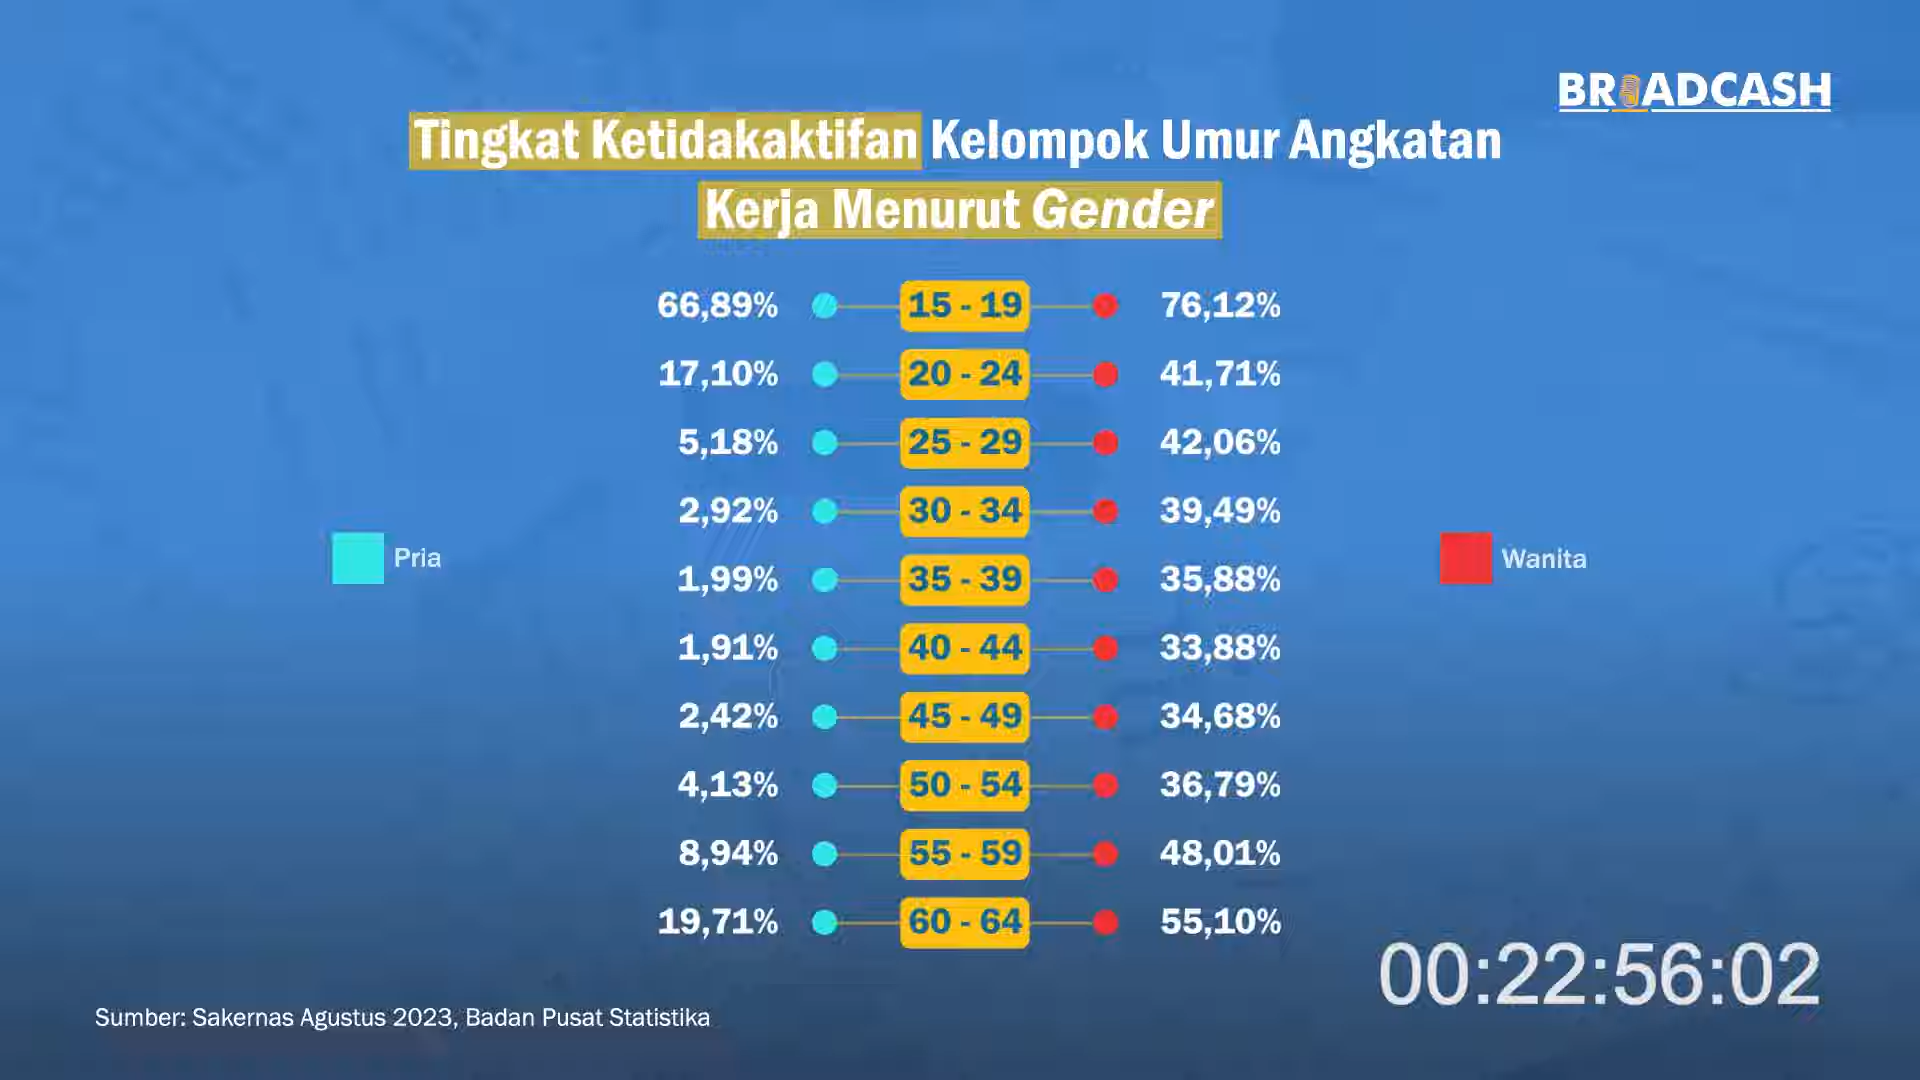 BROADCASH
Tingkat Ketidakaktifan Kelompok Umur Angkatan
Kerja Menurut Gender
66,89% 15 - 19 76,12%
17,10% 20 - 24 41,71%
5,18% 25 - 29 42,06%
2,92% 30 - 34 39,49%
Pria
Wanita
1,99% 35 - 39 35,88%
1,91% 40 - 44 33,88%
2,42% 45 - 49 34,68%
4,13% 50 - 54 36,79%
8,94% 55 - 59 48,01%
19,71% 60 - 64 55,10%
00:22:56:02
Sumber: Sakernas Agustus 2023, Badan Pusat Statistika